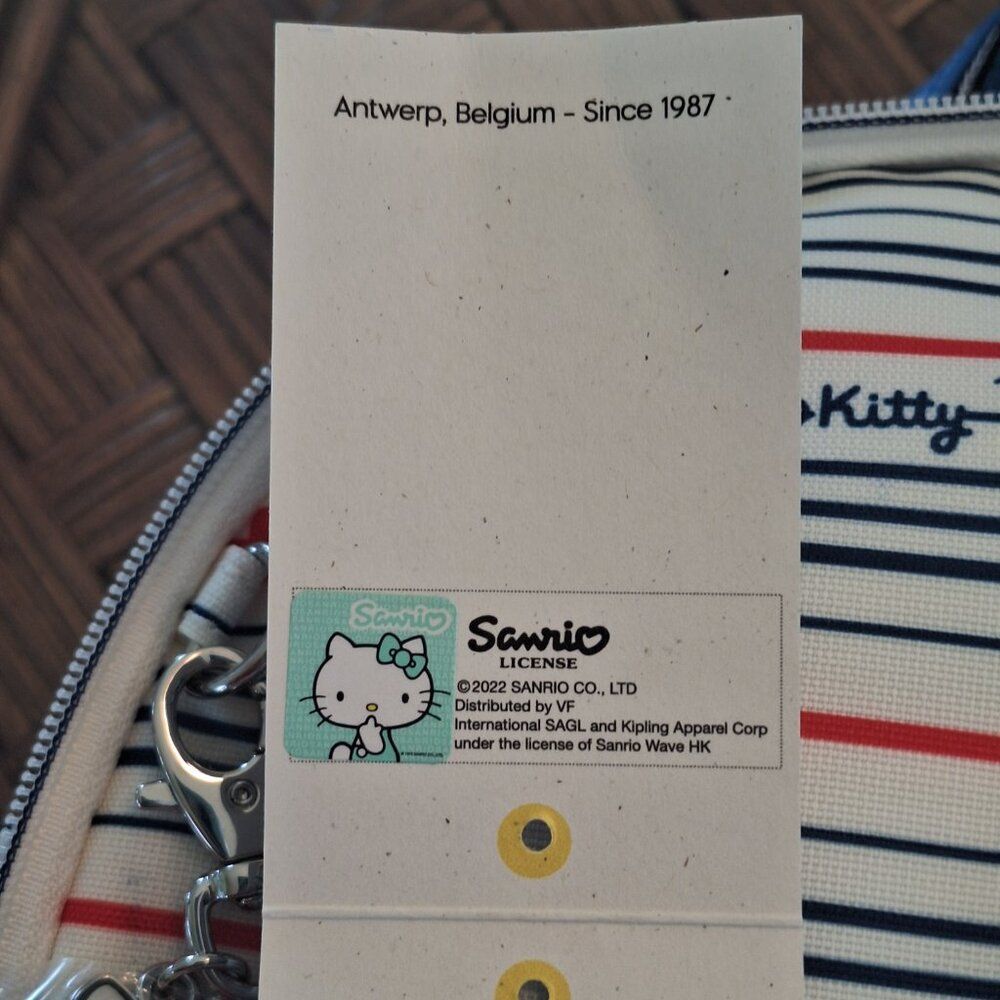 Antwerp, Belgium - Since 1987
Kitty
Sanrio
Sanrio
LICENSE
©2022 SANRIO CO., LTD
Distributed by VF
International SAGL and Kipling Apparel Corp
under the license of Sanrio Wave HK